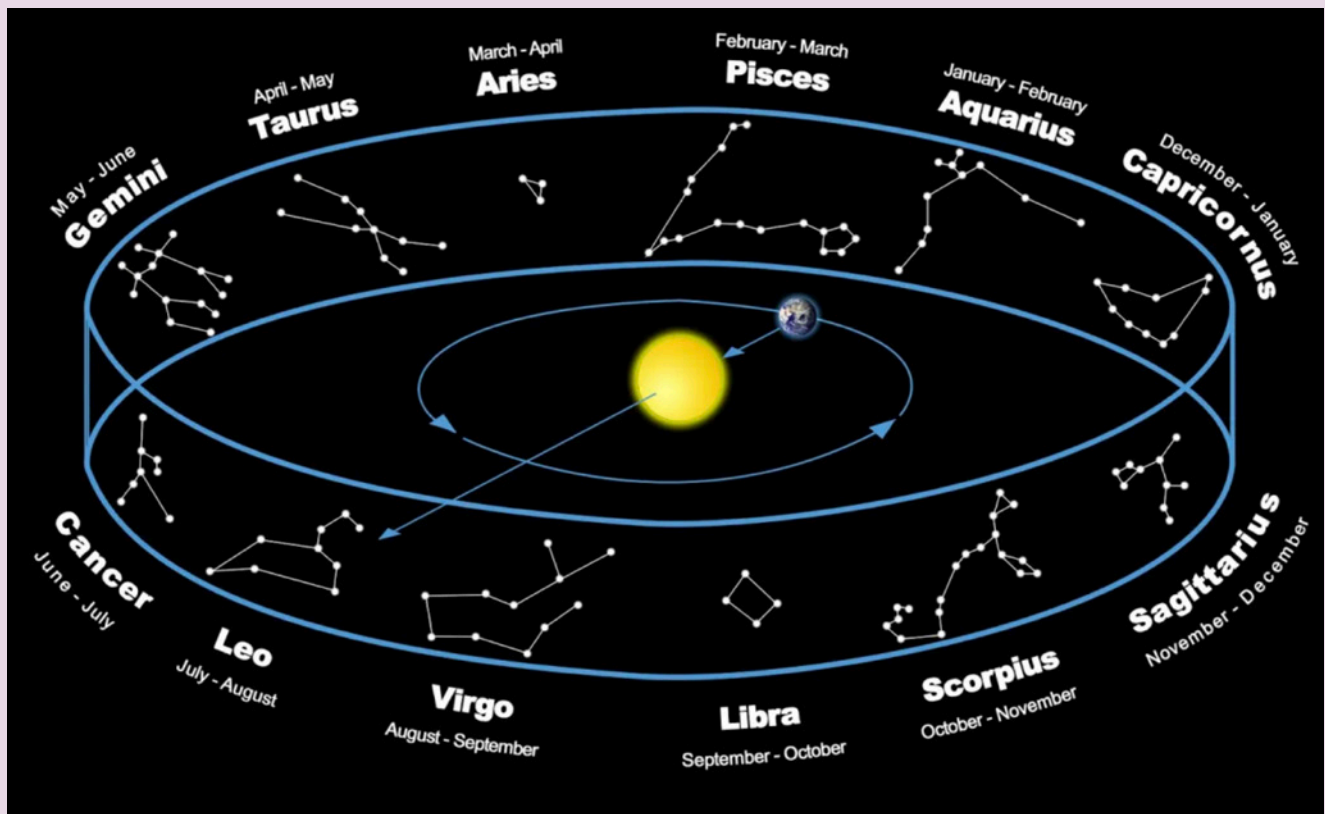 February - March
Pisces
March - April
Aries
January - February
Aquarius
April - May
Taurus
December - January
Capricornus
May - June
Gemini
Cancer
June - July
Sagittarius
November - December
Leo
July - August
Scorpius
October - November
Virgo
August - September
Libra
September - October